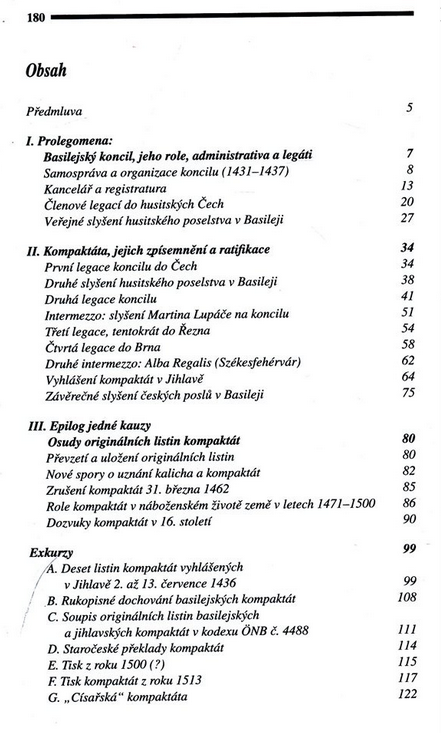 180
Obsah
Předmluva 5
I. Prolegomena:
Basilejský koncil, jeho role, administrativa a legáti 7
Samospráva a organizace koncilu (1431–1437) 8
Kancelář a registratura 13
Členové legací do husitských Čech 20
Veřejné slyšení husitského poselstva v Basileji 27
II. Kompaktáta, jejich zpísemnění a ratifikace 34
První legace koncilu do Čech 34
Druhé slyšení husitského poselstva v Basileji 38
Druhá legace koncilu 41
Intermezzo: slyšení Martina Lupáče na koncilu 51
Třetí legace, tentokrát do Řezna 54
Čtvrtá legace do Brna 58
Druhé intermezzo: Alba Regalis (Székesfehérvár) 62
Vyhlášení kompaktát v Jihlavě 64
Závěrečné slyšení českých poslů v Basileji 75
III. Epilog jedné kauzy
Osudy originálních listin kompaktát 80
Převzetí a uložení originálních listin 80
Nové spory o uznání kalicha a kompaktát 82
Zrušení kompaktát 31. března 1462 85
Role kompaktát v náboženském životě země v letech 1471–1500 86
Dozvuky kompaktát v 16. století 90
Exkurzy 99
A. Deset listin kompaktát vyhlášených
v Jihlavě 2. až 13. července 1436 99
B. Rukopisné dochování basilejských kompaktát 108
C. Soupis originálních listin basilejských
a jihlavských kompaktát v kodexu ÖNB č. 4488 111
D. Staročeské překlady kompaktát 114
E. Tisk z roku 1500 (?) 115
F. Tisk kompaktát z roku 1513 117
G. „Císařská“ kompaktáta 122